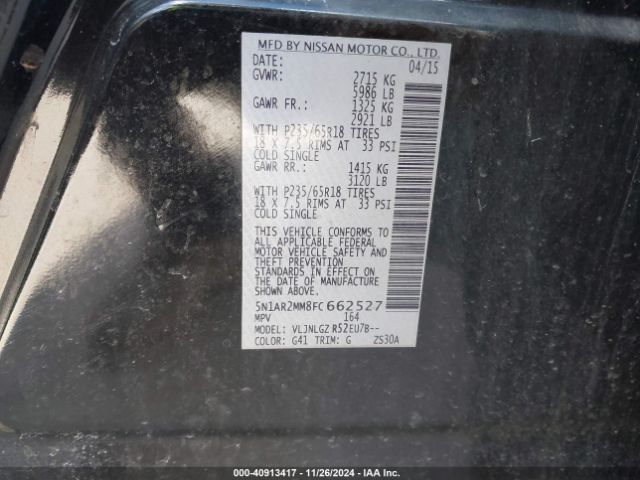 MFD BY NISSAN MOTOR CO., LTD.
DATE: 04/15
GVWR: 2715 KG
5986 LB
GAWR FR.: 1325 KG
2921 LB
WITH P235/65R18 TIRES
18 X 7.5 RIMS AT 33 PSI
COLD SINGLE
GAWR RR.: 1415 KG
3120 LB
WITH P235/65R18 TIRES
18 X 7.5 RIMS AT 33 PSI
COLD SINGLE
THIS VEHICLE CONFORMS TO
ALL APPLICABLE FEDERAL
MOTOR VEHICLE SAFETY AND
THEFT PREVENTION
STANDARDS IN EFFECT ON
THE DATE OF MANUFACTURE
SHOWN ABOVE.
5N1AR2MM8FC662527
MPV 164
MODEL: VLJNLGZ R52EU7B--
COLOR: G41 TRIM: G ZS30A
000-40913417 • 11/26/2024 • IAA Inc.